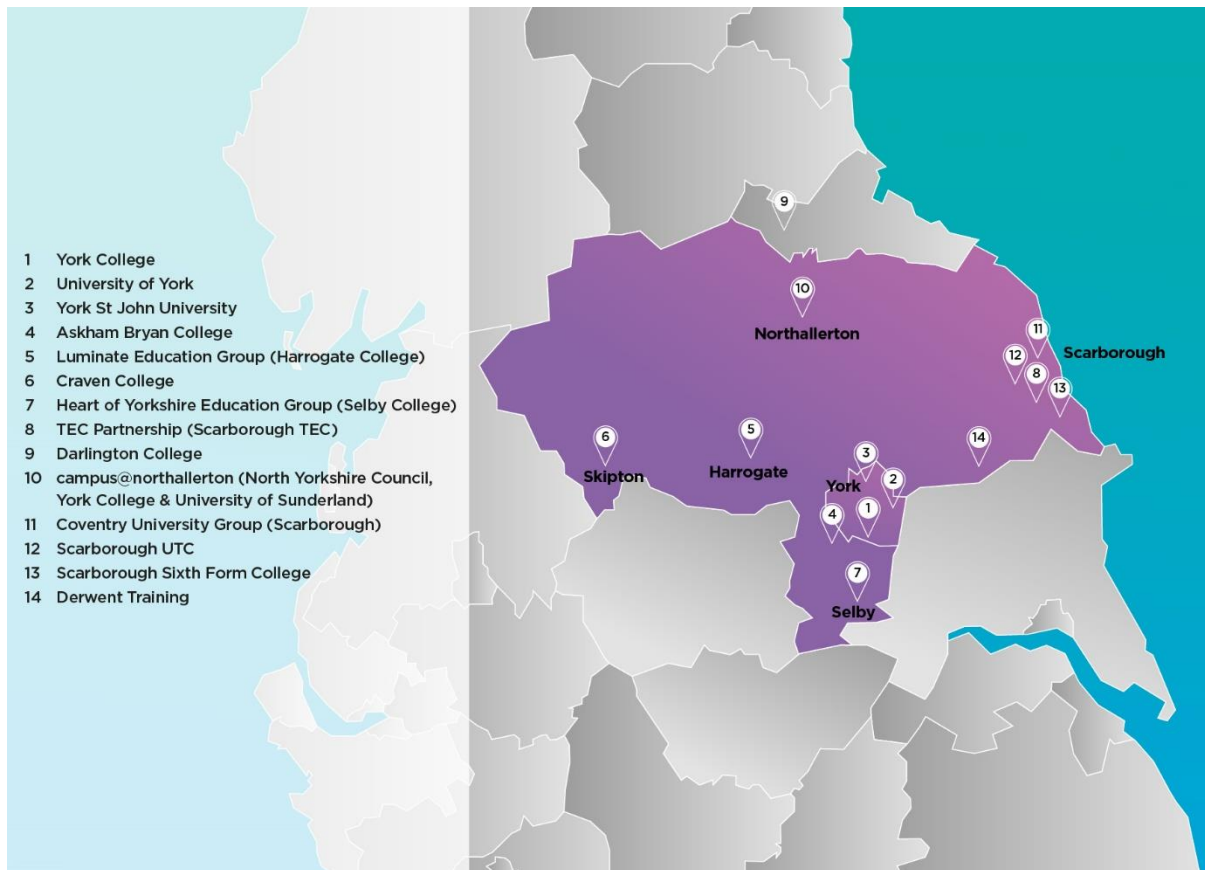 1 York College
2 University of York
3 York St John University
4 Askham Bryan College
5 Luminate Education Group (Harrogate College)
6 Craven College
7 Heart of Yorkshire Education Group (Selby College)
8 TEC Partnership (Scarborough TEC)
9 Darlington College
10 campus@northallerton (North Yorkshire Council,
York College & University of Sunderland)
11 Coventry University Group (Scarborough)
12 Scarborough UTC
13 Scarborough Sixth Form College
14 Derwent Training
9
10
Northallerton
11
Scarborough
12
8
13
6
Skipton
5
Harrogate
14
3
York
2
4
1
7
Selby